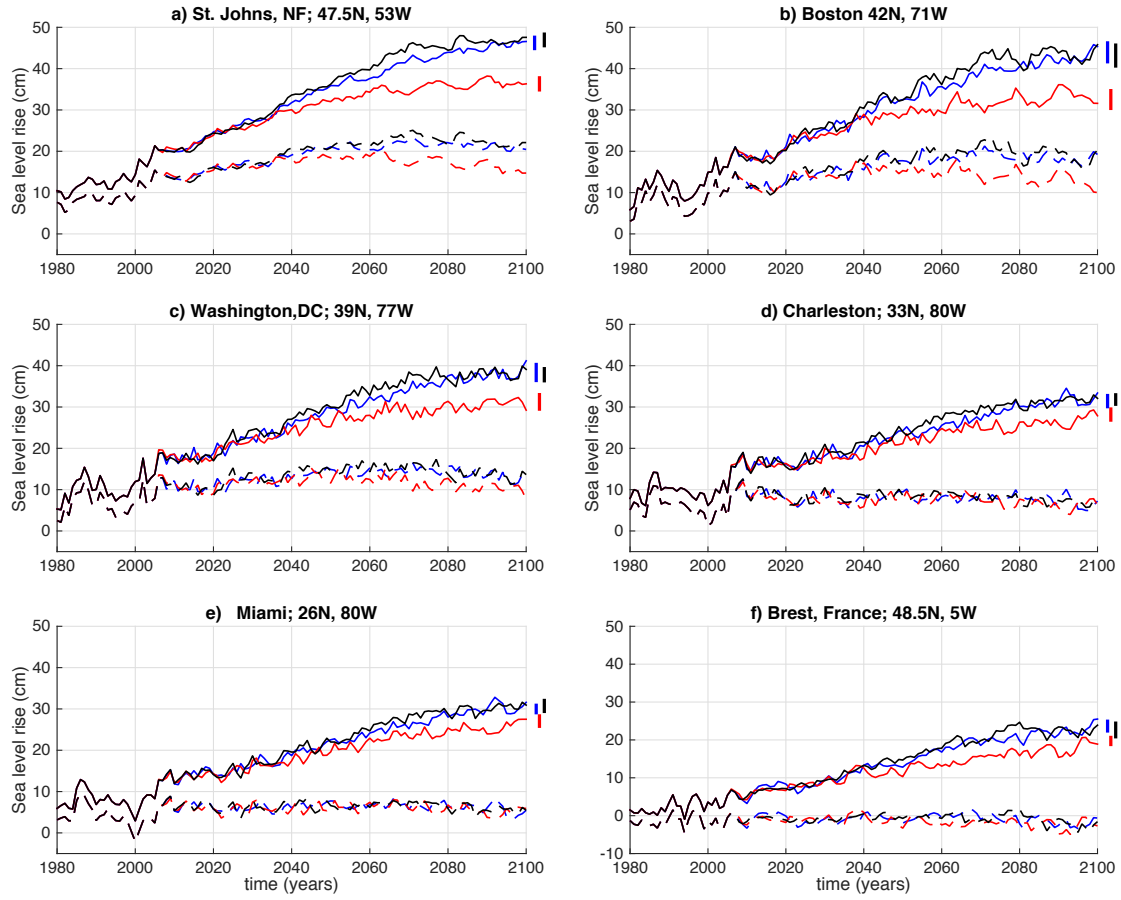 a) St. Johns, NF; 47.5N, 53W
50
40
30
20
10
0
Sea level rise (cm)
1980 2000 2020 2040 2060 2080 2100
b) Boston 42N, 71W
50
40
30
20
10
0
Sea level rise (cm)
1980 2000 2020 2040 2060 2080 2100
c) Washington,DC; 39N, 77W
50
40
30
20
10
0
Sea level rise (cm)
1980 2000 2020 2040 2060 2080 2100
d) Charleston; 33N, 80W
50
40
30
20
10
0
Sea level rise (cm)
1980 2000 2020 2040 2060 2080 2100
e) Miami; 26N, 80W
50
40
30
20
10
0
Sea level rise (cm)
1980 2000 2020 2040 2060 2080 2100
time (years)
f) Brest, France; 48.5N, 5W
50
40
30
20
10
0
-10
Sea level rise (cm)
1980 2000 2020 2040 2060 2080 2100
time (years)